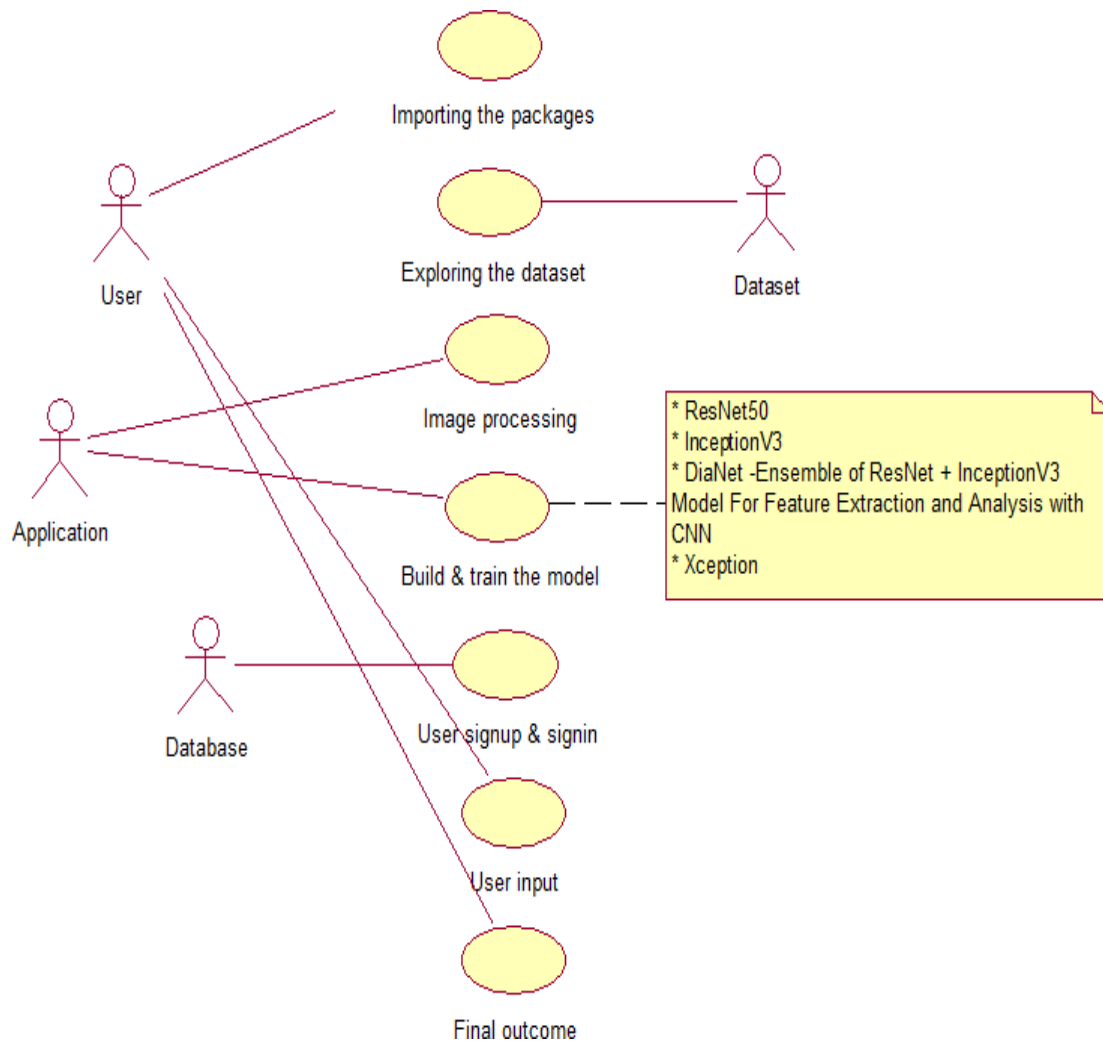 Importing the packages
User
Exploring the dataset
Dataset
Image processing
Application
* ResNet50
* InceptionV3
* DiaNet -Ensemble of ResNet + InceptionV3
Model For Feature Extraction and Analysis with
CNN
* Xception
Build & train the model
Database
User signup & signin
User input
Final outcome